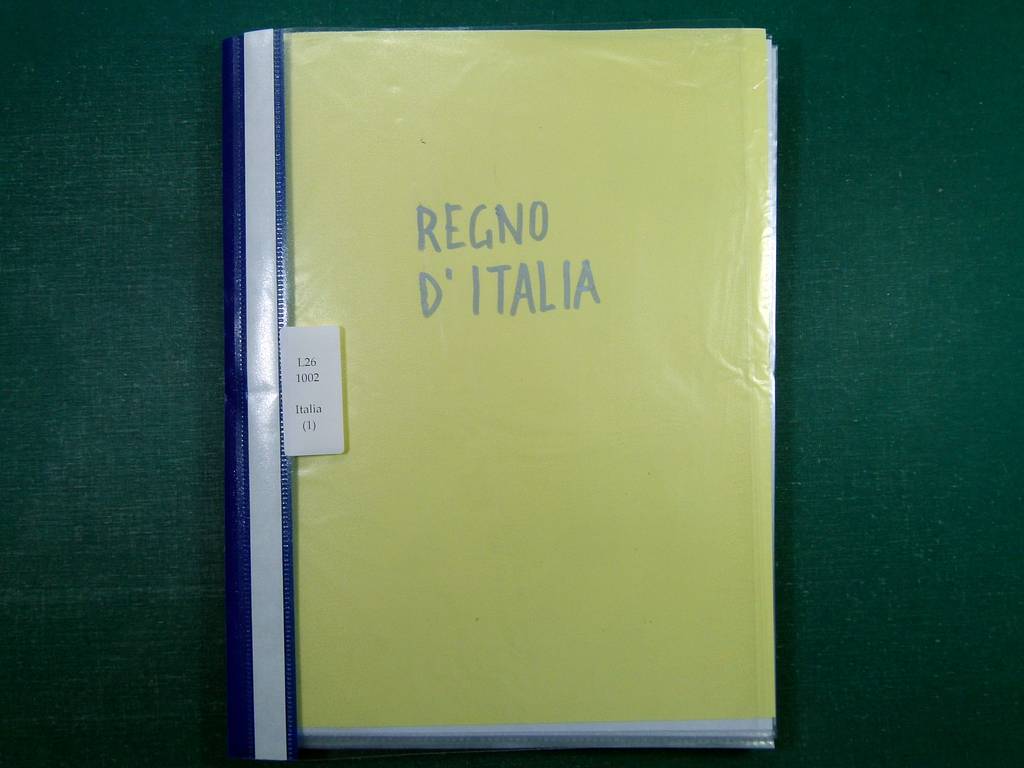 REGNO
D'ITALIA
L26
1002
Italia
(1)